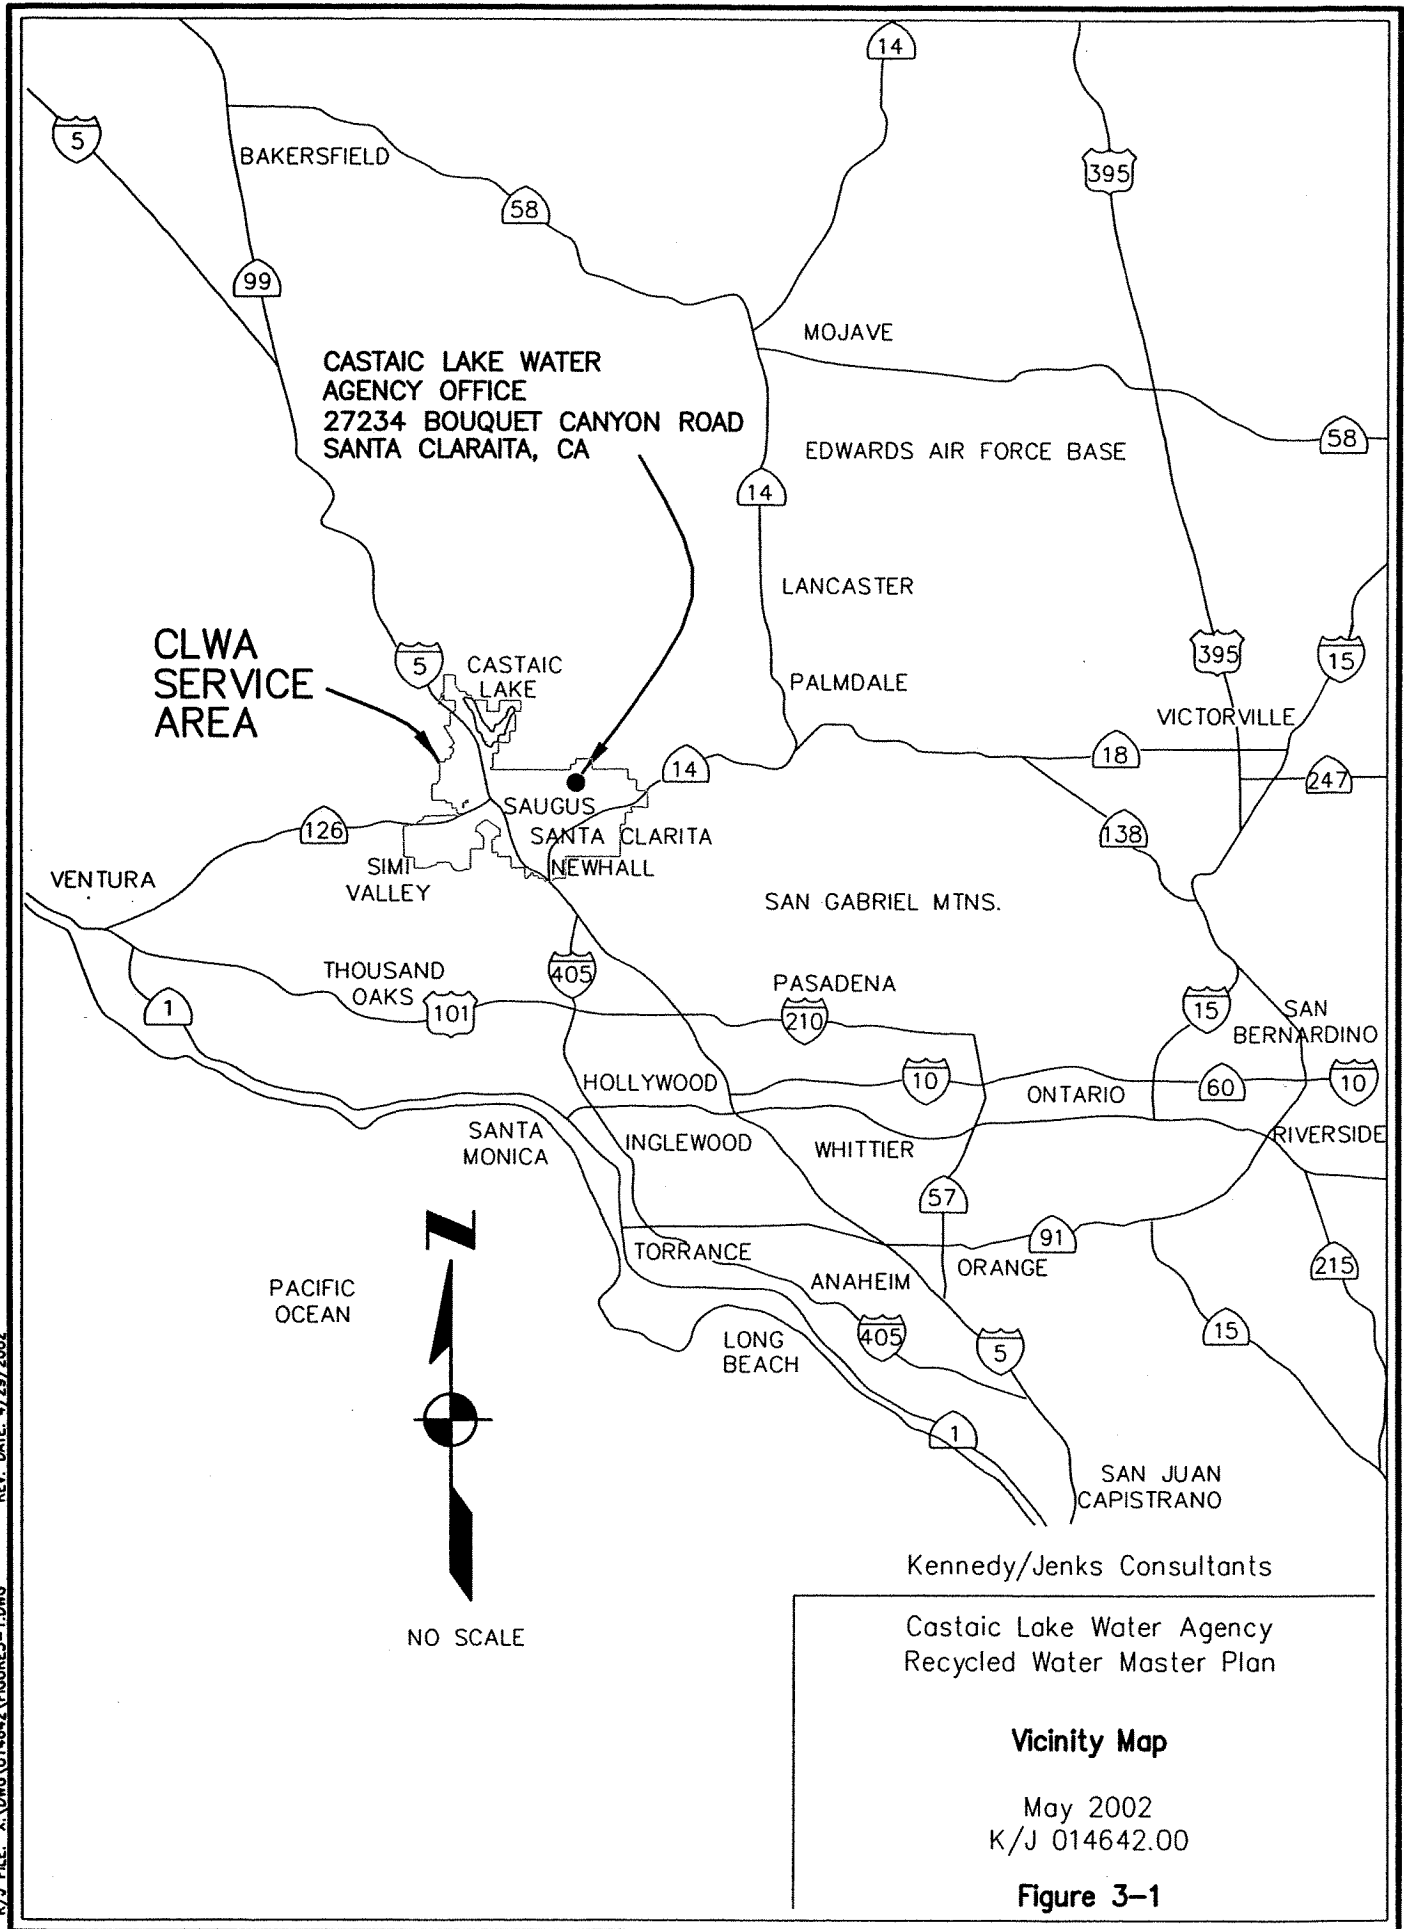 14
5
BAKERSFIELD
395
58
99
MOJAVE
CASTAIC LAKE WATER
AGENCY OFFICE
27234 BOUQUET CANYON ROAD
SANTA CLARAITA, CA
58
EDWARDS AIR FORCE BASE
14
LANCASTER
CLWA
SERVICE
AREA
5
CASTAIC
LAKE
395
15
PALMDALE
VICTORVILLE
14
18
247
SAUGUS
126
SANTA CLARITA
138
SIMI
VALLEY
NEWHALL
VENTURA
SAN GABRIEL MTNS.
THOUSAND
OAKS
405
PASADENA
1
101
210
15
SAN
BERNARDINO
HOLLYWOOD
10
ONTARIO
60
10
SANTA
MONICA
INGLEWOOD
WHITTIER
RIVERSIDE
57
TORRANCE
91
ORANGE
215
PACIFIC
OCEAN
ANAHEIM
LONG
BEACH
405
5
15
1
SAN JUAN
CAPISTRANO
N
NO SCALE
Kennedy/Jenks Consultants
Castaic Lake Water Agency
Recycled Water Master Plan
Vicinity Map
May 2002
K/J 014642.00
Figure 3-1
REV. DATE: 4/29/2002